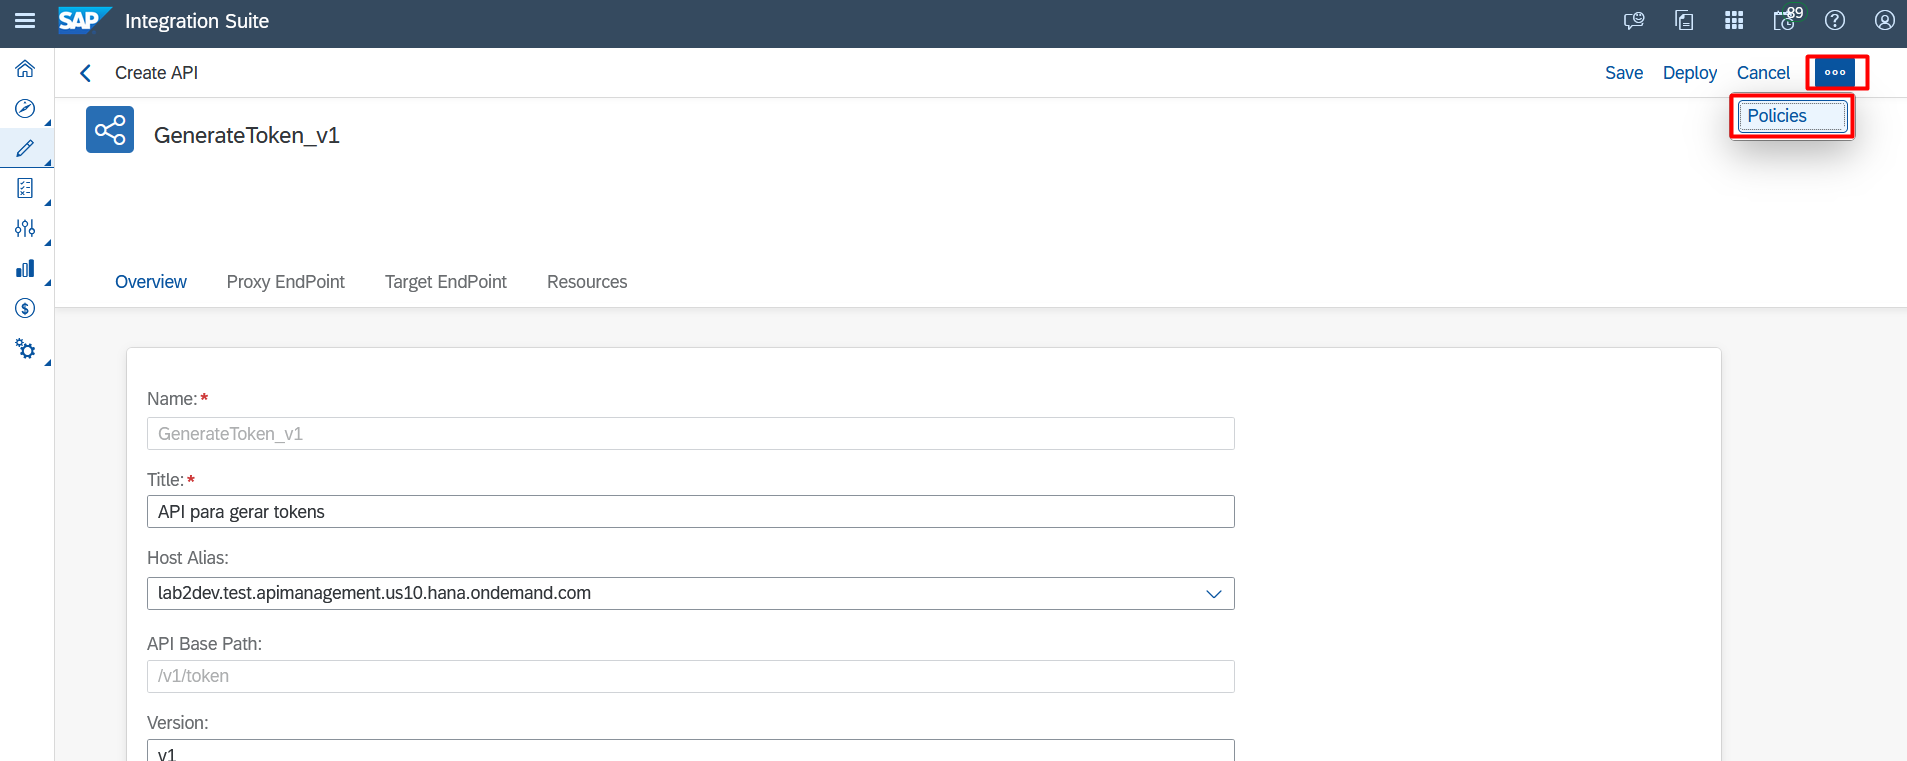 SAP Integration Suite
89
Create API
Save Deploy Cancel
Policies
GenerateToken_v1
Overview Proxy EndPoint Target EndPoint Resources
Name:*
GenerateToken_v1
Title:*
API para gerar tokens
Host Alias:
lab2dev.test.apimanagement.us10.hana.ondemand.com
API Base Path:
/v1/token
Version:
v1